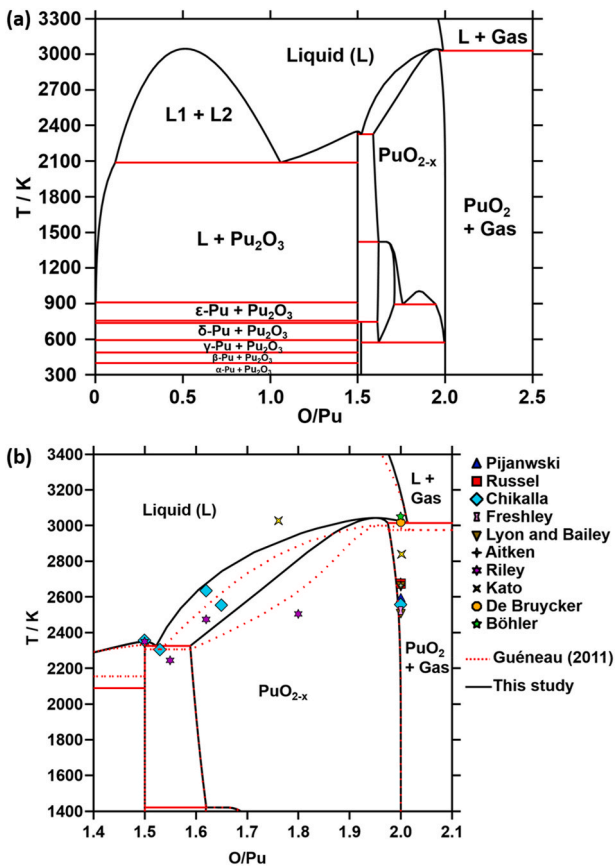 (a)
3300
3000
2700
2400
2100
1800
1500
1200
900
600
300
T / K
Liquid (L)
L + Gas
L1 + L2
PuO2-x
PuO2
+ Gas
L + Pu2O3
ε-Pu + Pu2O3
δ-Pu + Pu2O3
γ-Pu + Pu2O3
β-Pu + Pu2O3
α-Pu + Pu2O3
0 0.5 1.0 1.5 2.0 2.5
O/Pu
(b)
3400
3200
3000
2800
2600
2400
2200
2000
1800
1600
1400
T / K
Liquid (L)
L +
Gas
PuO2
+ Gas
PuO2-x
1.4 1.5 1.6 1.7 1.8 1.9 2.0 2.1
O/Pu
Pijanwski
Russel
Chikalla
Freshley
Lyon and Bailey
Aitken
Riley
Kato
De Bruycker
Böhler
Guéneau (2011)
This study